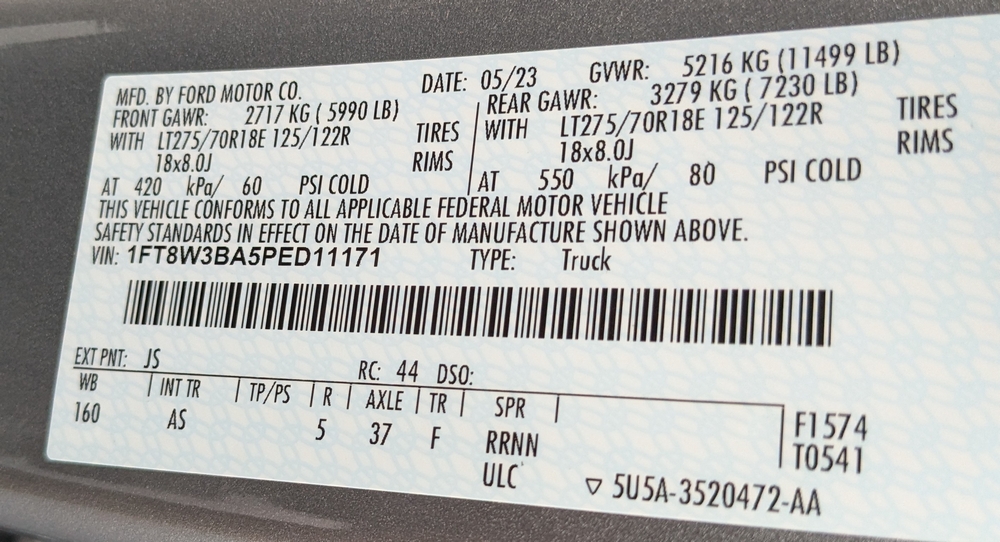 MFD. BY FORD MOTOR CO. DATE: 05/23 GVWR: 5216 KG (11499 LB)
FRONT GAWR: 2717 KG ( 5990 LB) REAR GAWR: 3279 KG ( 7230 LB)
WITH LT275/70R18E 125/122R TIRES WITH LT275/70R18E 125/122R TIRES
18x8.0J RIMS 18x8.0J RIMS
AT 420 kPa/ 60 PSI COLD AT 550 kPa/ 80 PSI COLD
THIS VEHICLE CONFORMS TO ALL APPLICABLE FEDERAL MOTOR VEHICLE
SAFETY STANDARDS IN EFFECT ON THE DATE OF MANUFACTURE SHOWN ABOVE.
VIN: 1FT8W3BA5PED11171 TYPE: Truck
EXT PNT: JS RC: 44 DSO:
WB INT TR TP/PS R AXLE TR SPR
160 AS 5 37 F RRNN
ULC
F1574
T0541
▽ 5U5A-3520472-AA